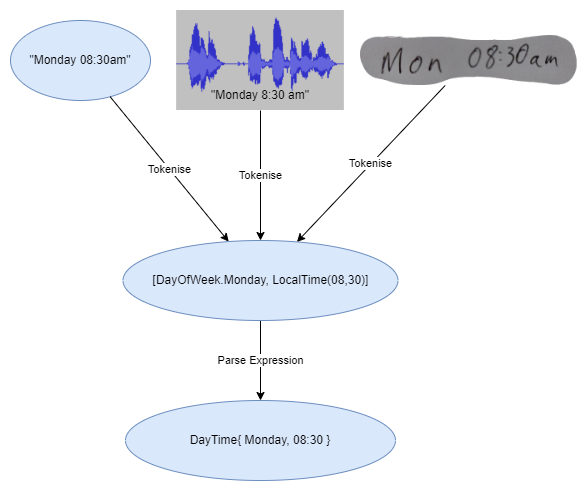 "Monday 08:30am"
"Monday 8:30 am"
Mon 08:30am
Tokenise
Tokenise
Tokenise
[DayOfWeek.Monday, LocalTime(08,30)]
Parse Expression
DayTime{ Monday, 08:30 }